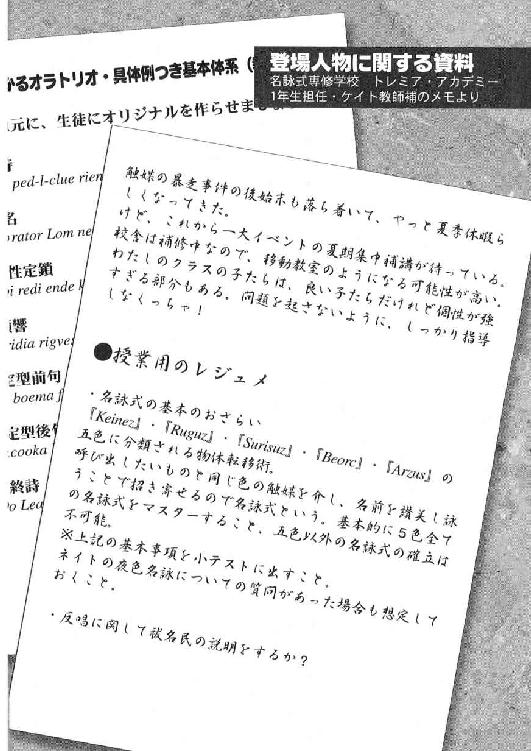 登場人物に関する資料
名詠式専修学校　トレミア・アカデミー
1年生担任・ケイト教師補のメモより
かるオラトリオ・具体例つき基本体系
元に、生徒にオリジナルを作らせま
ped-l-clue rien
名
orator Lom ne
性定鎖
oi redi ende
響
ridia rigve
定型前句
boema f
定型後
cooka
終詩
O Lea
触媒の暴走事件の後始末も落ち着いて、やっと夏季休暇ら
しくなってきた。
けど、これから一大イベントの夏期集中補講が待っている。
校舎は補修中なので、移動教室のようになる可能性が高い。
わたしのクラスの子たちは、良い子たちだけれど個性が強
すぎる部分もある。問題を起さないように、しっかり指導
しなくっちゃ！
●授業用のレジュメ
・名詠式の基本のおさらい
『Keinez』・『Ruguz』・『Surisuz』・『Beorc』・『Arzus』の
五色に分類される物体転移術。
呼び出したいものと同じ色の触媒を介し、名前を讃美し詠
うことで招き寄せるので名詠式という。基本的に5色全て
の名詠式をマスターすること、五色以外の名詠式の確立は
不可能。
※上記の基本事項を小テストに出すこと。
ネイトの夜色名詠についての質問があった場合も想定して
おくこと。
・反唱に関して祓名民の説明をするか？